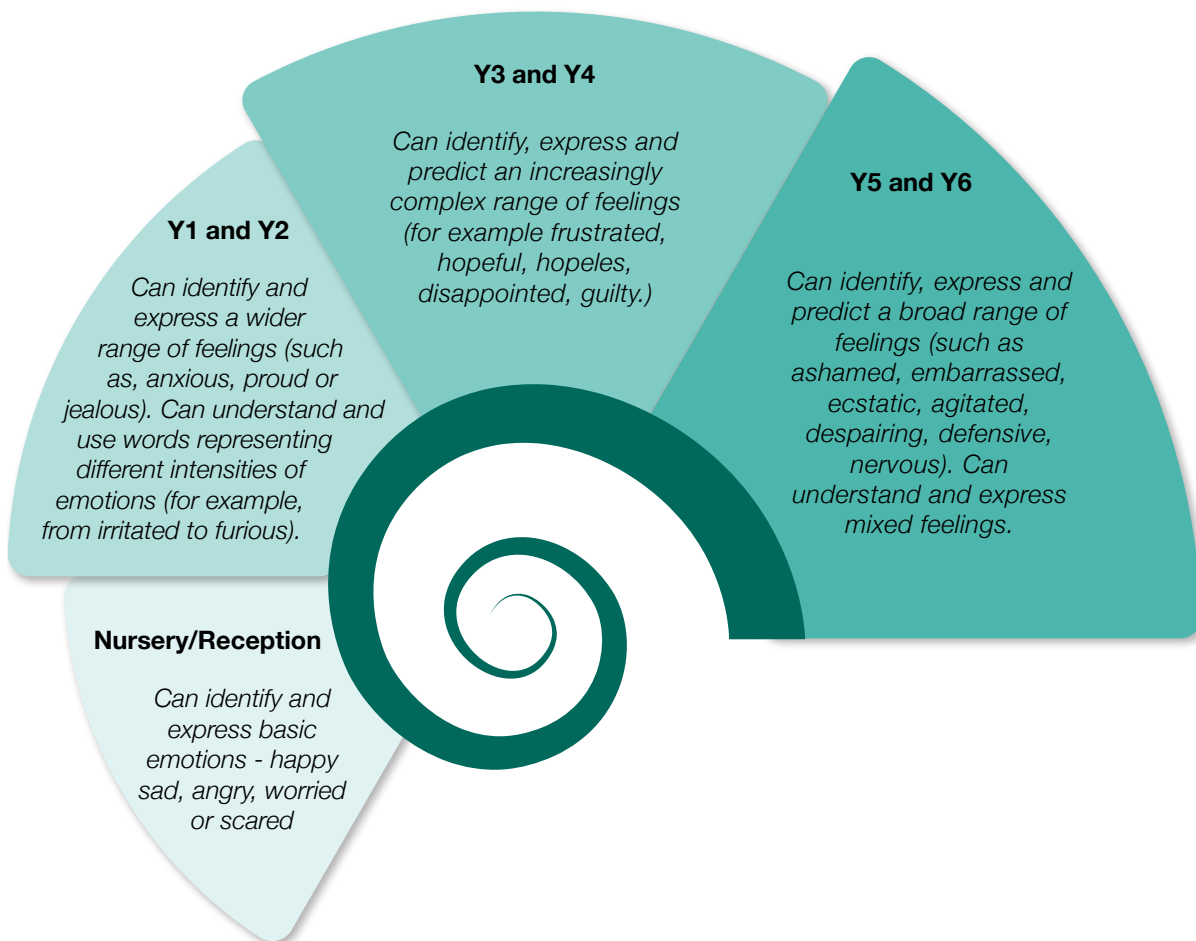 Y3 and Y4
Can identify, express and
predict an increasingly
complex range of feelings
(for example frustrated,
hopeful, hopeles,
disappointed, guilty.)
Y5 and Y6
Can identify, express and
predict a broad range of
feelings (such as
ashamed, embarrassed,
ecstatic, agitated,
despairing, defensive,
nervous). Can
understand and express
mixed feelings.
Y1 and Y2
Can identify and
express a wider
range of feelings (such
as, anxious, proud or
jealous). Can understand and
use words representing
different intensities of
emotions (for example,
from irritated to furious).
Nursery/Reception
Can identify and
express basic
emotions - happy
sad, angry, worried
or scared